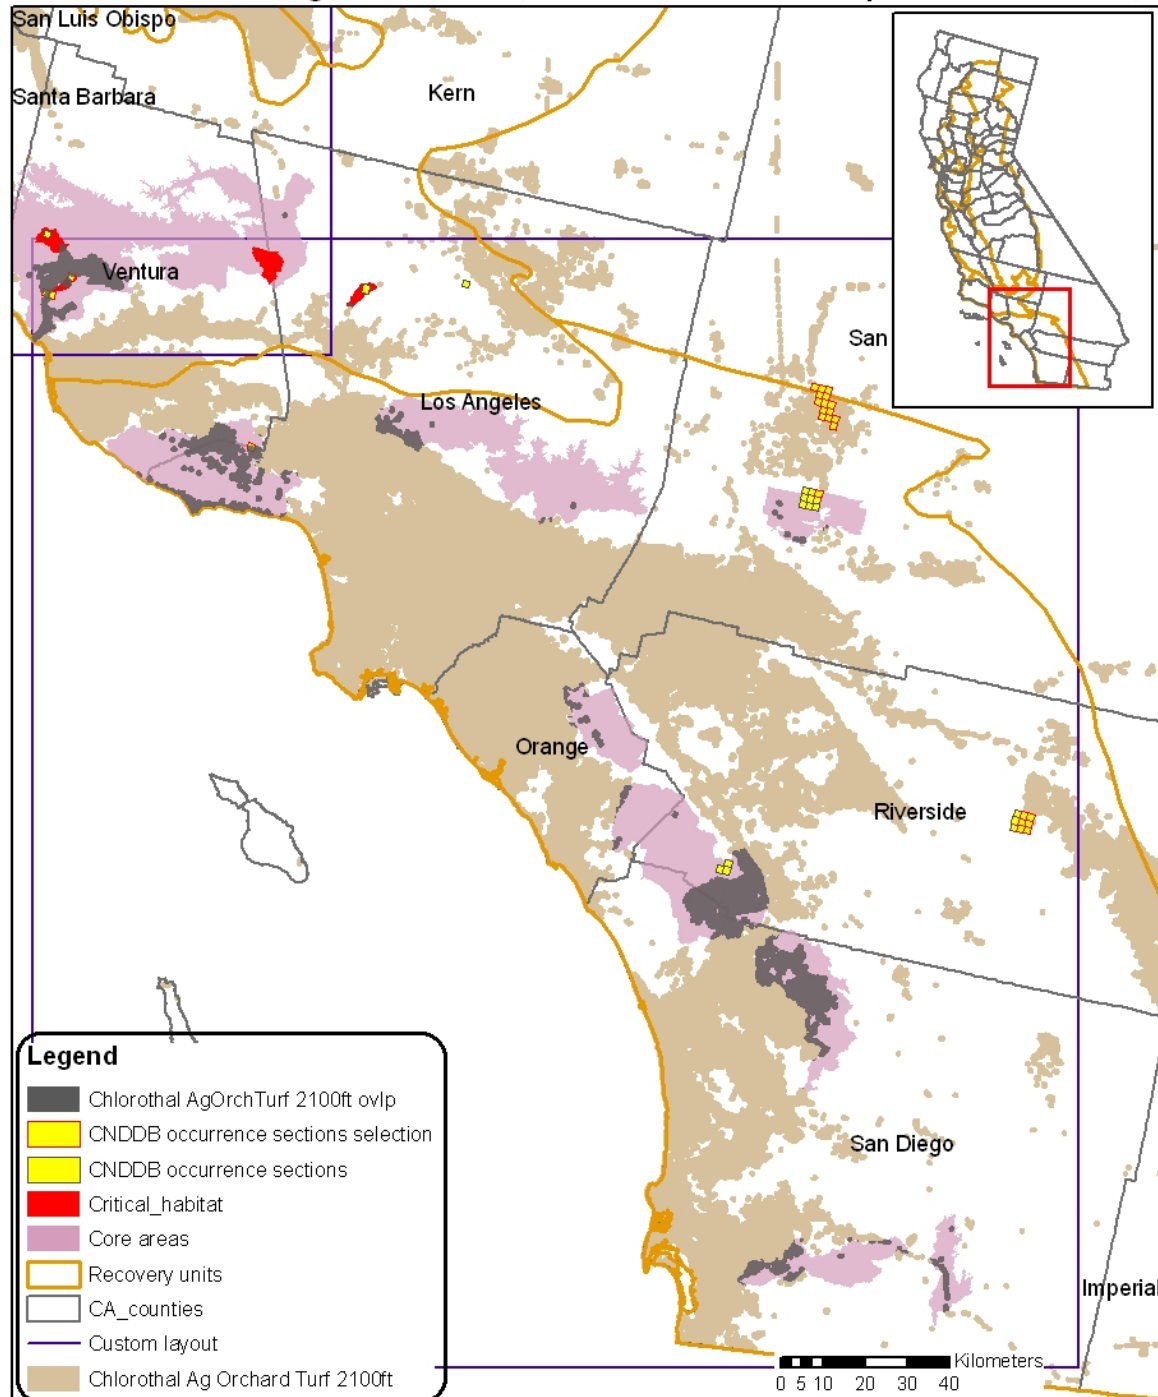 San Luis Obispo
Santa Barbara
Kern
Ventura
San
Los Angeles
Orange
Riverside
San Diego
Imperial
Legend
Chlorothal AgOrchTurf 2100ft ovlp
CNDDB occurrence sections selection
CNDDB occurrence sections
Critical_habitat
Core areas
Recovery units
CA_counties
Custom layout
Chlorothal Ag Orchard Turf 2100ft
Kilometers
0 5 10 20 30 40